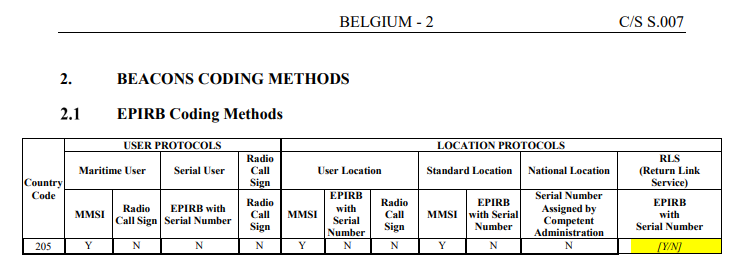 BELGIUM - 2 C/S S.007
2. BEACONS CODING METHODS
2.1 EPIRB Coding Methods
USER PROTOCOLS LOCATION PROTOCOLS
Country Code
Maritime User Serial User Radio Call Sign User Location Standard Location National Location RLS (Return Link Service)
MMSI Radio Call Sign EPIRB with Serial Number Radio Call Sign MMSI EPIRB with Serial Number Radio Call Sign MMSI EPIRB with Serial Number Serial Number Assigned by Competent Administration EPIRB with Serial Number
205 Y N N N Y N N Y N N [Y/N]